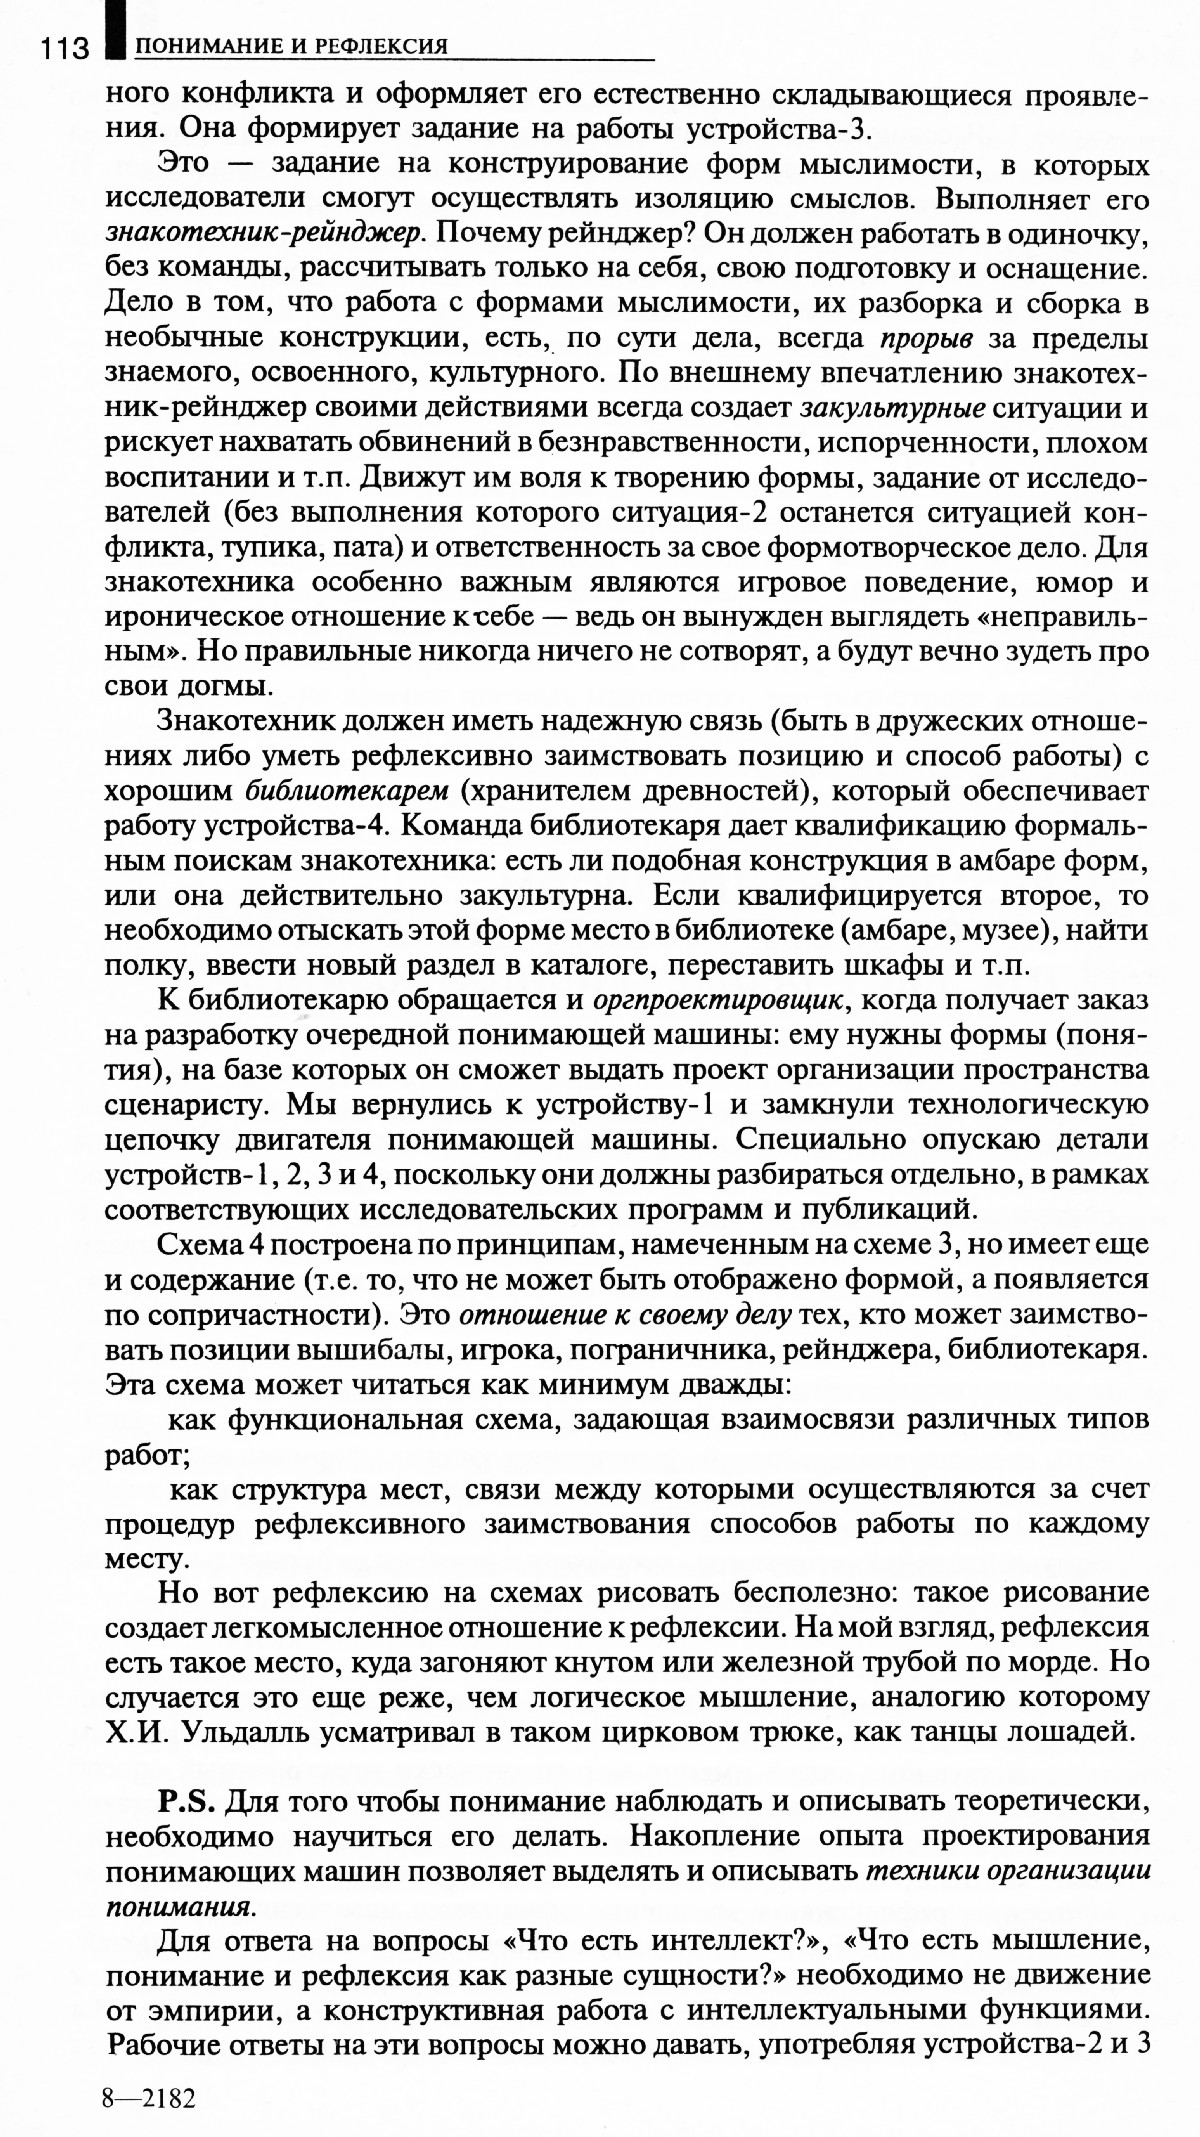 113 ПОНИМАНИЕ И РЕФЛЕКСИЯ
ного конфликта и оформляет его естественно складывающиеся проявле-
ния. Она формирует задание на работы устройства-3.
Это — задание на конструирование форм мыслимости, в которых
исследователи смогут осуществлять изоляцию смыслов. Выполняет его
знакотехник-рейнджер. Почему рейнджер? Он должен работать в одиночку,
без команды, рассчитывать только на себя, свою подготовку и оснащение.
Дело в том, что работа с формами мыслимости, их разборка и сборка в
необычные конструкции, есть, по сути дела, всегда прорыв за пределы
знаемого, освоенного, культурного. По внешнему впечатлению знакотех-
ник-рейнджер своими действиями всегда создает закультурные ситуации и
рискует нахватать обвинений в безнравственности, испорченности, плохом
воспитании и т.п. Движут им воля к творению формы, задание от исследо-
вателей (без выполнения которого ситуация-2 останется ситуацией кон-
фликта, тупика, пата) и ответственность за свое формотворческое дело. Для
знакотехника особенно важным являются игровое поведение, юмор и
ироническое отношение к себе — ведь он вынужден выглядеть «неправиль-
ным». Но правильные никогда ничего не сотворят, а будут вечно зудеть про
свои догмы.
Знакотехник должен иметь надежную связь (быть в дружеских отноше-
ниях либо уметь рефлексивно заимствовать позицию и способ работы) с
хорошим библиотекарем (хранителем древностей), который обеспечивает
работу устройства-4. Команда библиотекаря дает квалификацию формаль-
ным поискам знакотехника: есть ли подобная конструкция в амбаре форм,
или она действительно закультурна. Если квалифицируется второе, то
необходимо отыскать этой форме место в библиотеке (амбаре, музее), найти
полку, ввести новый раздел в каталоге, переставить шкафы и т.п.
К библиотекарю обращается и оргпроектировщик, когда получает заказ
на разработку очередной понимающей машины: ему нужны формы (поня-
тия), на базе которых он сможет выдать проект организации пространства
сценаристу. Мы вернулись к устройству-1 и замкнули технологическую
цепочку двигателя понимающей машины. Специально опускаю детали
устройств-1, 2, 3 и 4, поскольку они должны разбираться отдельно, в рамках
соответствующих исследовательских программ и публикаций.
Схема 4 построена по принципам, намеченным на схеме 3, но имеет еще
и содержание (т.е. то, что не может быть отображено формой, а появляется
по сопричастности). Это отношение к своему делу тех, кто может заимство-
вать позиции вышибалы, игрока, пограничника, рейнджера, библиотекаря.
Эта схема может читаться как минимум дважды:
как функциональная схема, задающая взаимосвязи различных типов
работ;
как структура мест, связи между которыми осуществляются за счет
процедур рефлексивного заимствования способов работы по каждому
месту.
Но вот рефлексию на схемах рисовать бесполезно: такое рисование
создает легкомысленное отношение к рефлексии. На мой взгляд, рефлексия
есть такое место, куда загоняют кнутом или железной трубой по морде. Но
случается это еще реже, чем логическое мышление, аналогию которому
Х.И. Ульдалль усматривал в таком цирковом трюке, как танцы лошадей.
P.S. Для того чтобы понимание наблюдать и описывать теоретически,
необходимо научиться его делать. Накопление опыта проектирования
понимающих машин позволяет выделять и описывать техники организации
понимания.
Для ответа на вопросы «Что есть интеллект?», «Что есть мышление,
понимание и рефлексия как разные сущности?» необходимо не движение
от эмпирии, а конструктивная работа с интеллектуальными функциями.
Рабочие ответы на эти вопросы можно давать, употребляя устройства-2 и 3
8—2182